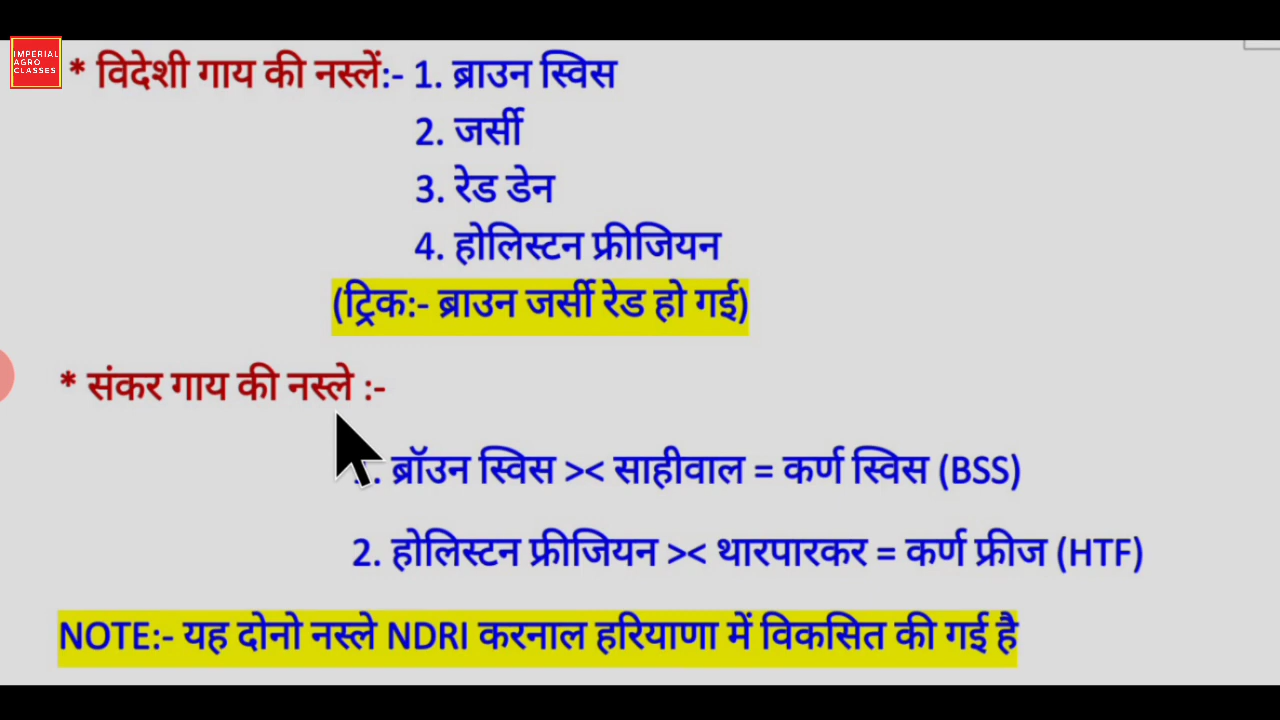 IMPERIAL
AGRO
CLASSES
* विदेशी गाय की नस्लें:- 1. ब्राउन स्विस
2. जर्सी
3. रेड डेन
4. होलिस्टन फ्रीजियन
(ट्रिक:- ब्राउन जर्सी रेड हो गई)
* संकर गाय की नस्ले :-
. ब्रॉउन स्विस >< साहीवाल = कर्ण स्विस (BSS)
2. होलिस्टन फ्रीजियन >< थारपारकर = कर्ण फ्रीज (HTF)
NOTE:- यह दोनो नस्ले NDRI करनाल हरियाणा में विकसित की गई है